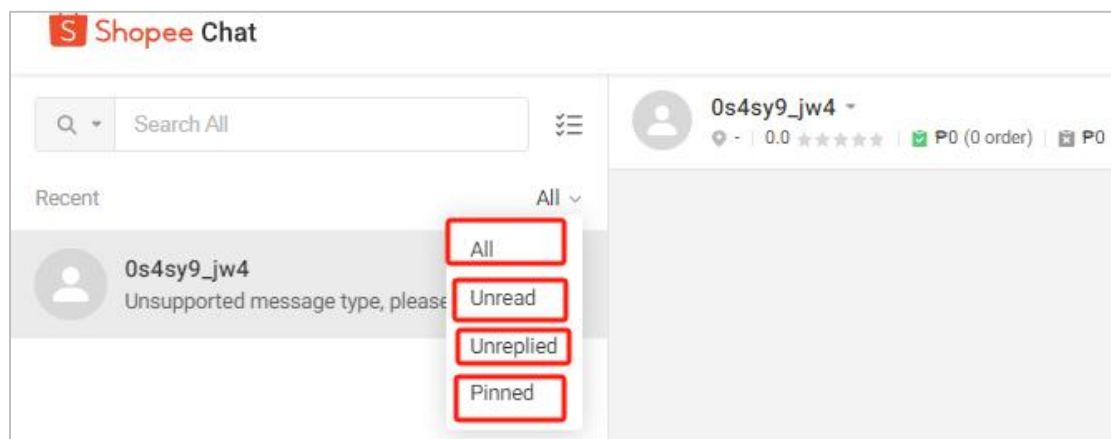 Shopee Chat
Search All
0s4sy9_jw4
- 0.0 ₱0 (0 order) ₱0
Recent
All
0s4sy9_jw4
Unsupported message type, please
All
Unread
Unreplied
Pinned